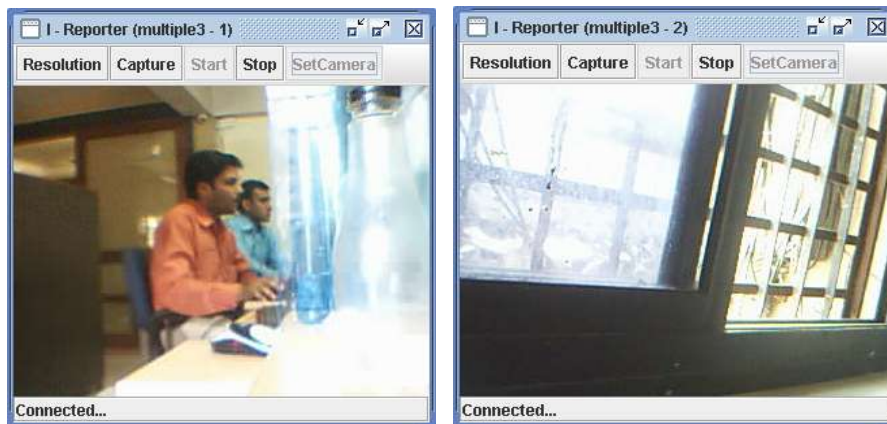 I - Reporter (multiple3 - 1)
Resolution Capture Start Stop SetCamera
Connected...
I - Reporter (multiple3 - 2)
Resolution Capture Start Stop SetCamera
Connected...